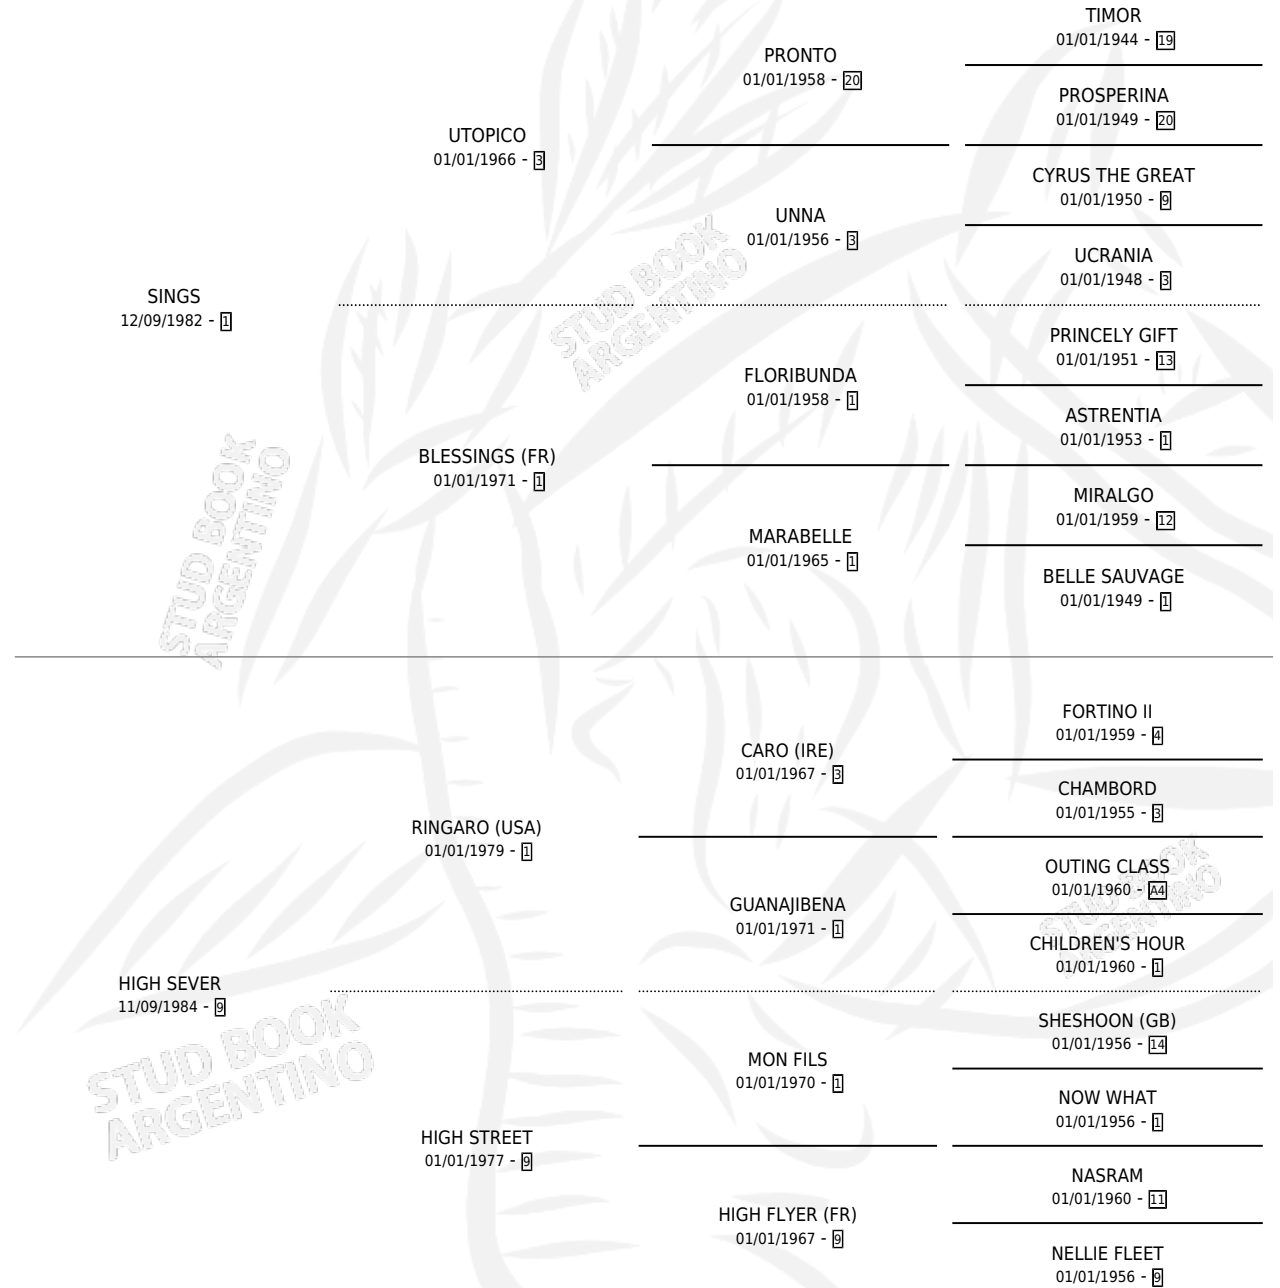 TIMOR
01/01/1944 - 19
PRONTO
01/01/1958 - 20
PROSPERINA
01/01/1949 - 20
UTOPICO
01/01/1966 - 3
CYRUS THE GREAT
01/01/1950 - 9
UNNA
01/01/1956 - 3
UCRANIA
01/01/1948 - 3
SINGS
12/09/1982 - 1
STUD BOOK
ARGENTINO
PRINCELY GIFT
01/01/1951 - 13
FLORIBUNDA
01/01/1958 - 1
ASTRENTIA
01/01/1953 - 1
BLESSINGS (FR)
01/01/1971 - 1
MIRALGO
01/01/1959 - 12
MARABELLE
01/01/1965 - 1
BELLE SAUVAGE
01/01/1949 - 1
STUD BOOK
ARGENTINO
FORTINO II
01/01/1959 - 4
CARO (IRE)
01/01/1967 - 3
CHAMBORD
01/01/1955 - 3
RINGARO (USA)
01/01/1979 - 1
OUTING CLASS
01/01/1960 - A4
GUANAJIBENA
01/01/1971 - 1
CHILDREN'S HOUR
01/01/1960 - 1
STUD BOOK
ARGENTINO
HIGH SEVER
11/09/1984 - 9
SHESHOON (GB)
01/01/1956 - 14
MON FILS
01/01/1970 - 1
NOW WHAT
01/01/1956 - 1
STUD BOOK
ARGENTINO
HIGH STREET
01/01/1977 - 9
NASRAM
01/01/1960 - 11
HIGH FLYER (FR)
01/01/1967 - 9
NELLIE FLEET
01/01/1956 - 9